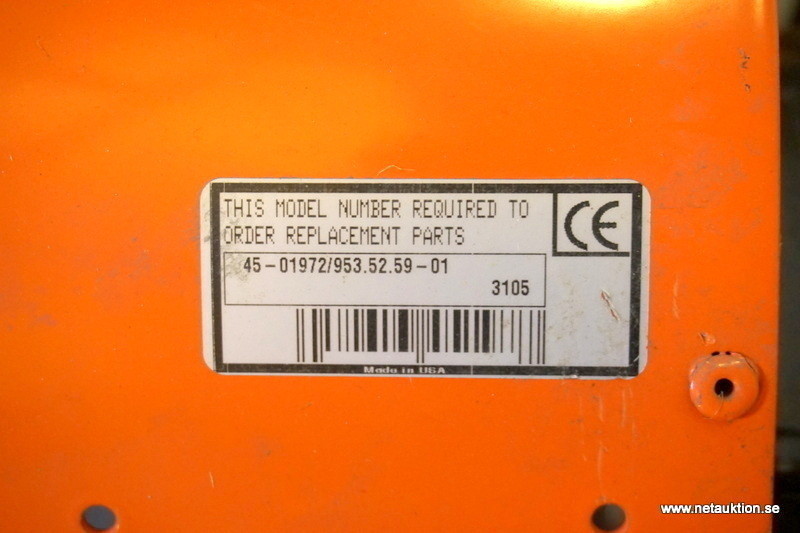 THIS MODEL NUMBER REQUIRED TO
ORDER REPLACEMENT PARTS
CE
45-01972/953.52.59-01
3105
Made in USA
www.netauktion.se